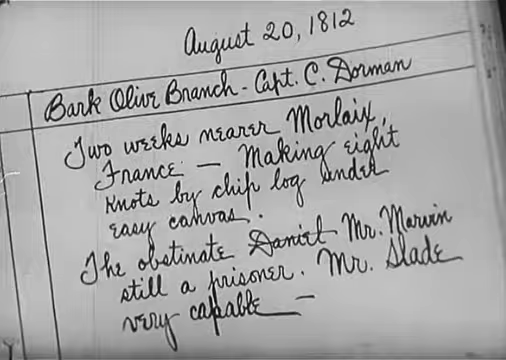 August 20, 1812
Bark Olive Branch - Capt. C. Dorman
Two weeks nearer Morlaix,
France — Making eight
knots by chip log under
easy canvas.
The obstinate Daniel Mr. Marvin
still a prisoner. Mr. Slade
very capable —